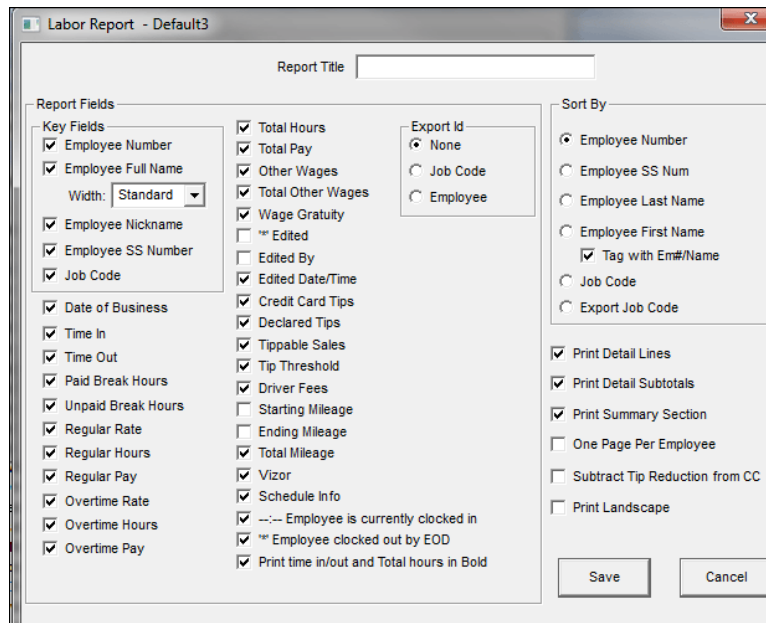 Labor Report - Default3
Report Title
Report Fields
Key Fields
Employee Number
Employee Full Name
Width: Standard
Employee Nickname
Employee SS Number
Job Code
Date of Business
Time In
Time Out
Paid Break Hours
Unpaid Break Hours
Regular Rate
Regular Hours
Regular Pay
Overtime Rate
Overtime Hours
Overtime Pay
Total Hours
Total Pay
Other Wages
Total Other Wages
Wage Gratuity
'*' Edited
Edited By
Edited Date/Time
Credit Card Tips
Declared Tips
Tippable Sales
Tip Threshold
Driver Fees
Starting Mileage
Ending Mileage
Total Mileage
Vizor
Schedule Info
--:-- Employee is currently clocked in
'*' Employee clocked out by EOD
Print time in/out and Total hours in Bold
Export Id
None
Job Code
Employee
Sort By
Employee Number
Employee SS Num
Employee Last Name
Employee First Name
Tag with Em#/Name
Job Code
Export Job Code
Print Detail Lines
Print Detail Subtotals
Print Summary Section
One Page Per Employee
Subtract Tip Reduction from CC
Print Landscape
Save
Cancel